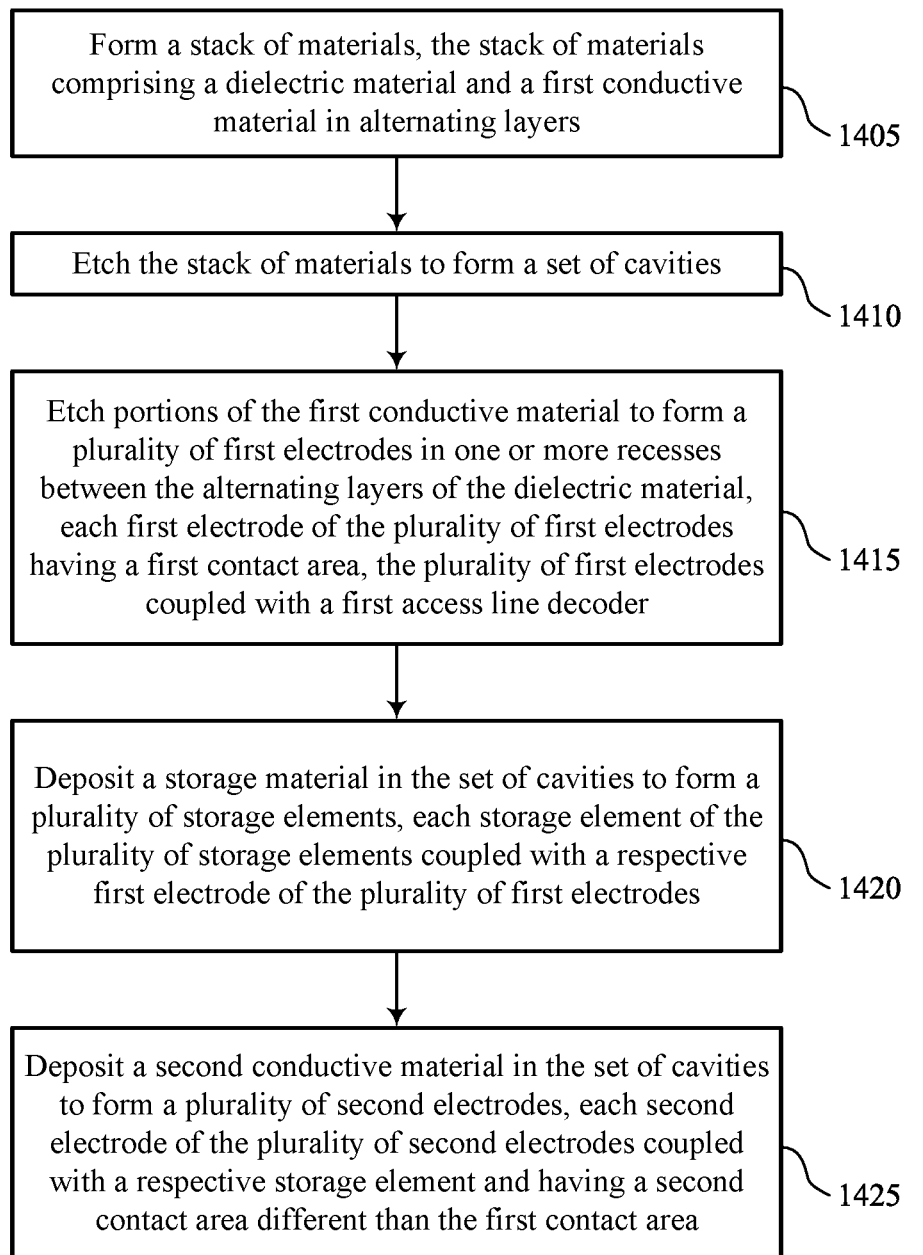 Form a stack of materials, the stack of materials
comprising a dielectric material and a first conductive
material in alternating layers
1405
Etch the stack of materials to form a set of cavities
1410
Etch portions of the first conductive material to form a
plurality of first electrodes in one or more recesses
between the alternating layers of the dielectric material,
each first electrode of the plurality of first electrodes
having a first contact area, the plurality of first electrodes
coupled with a first access line decoder
1415
Deposit a storage material in the set of cavities to form a
plurality of storage elements, each storage element of the
plurality of storage elements coupled with a respective
first electrode of the plurality of first electrodes
1420
Deposit a second conductive material in the set of cavities
to form a plurality of second electrodes, each second
electrode of the plurality of second electrodes coupled
with a respective storage element and having a second
contact area different than the first contact area
1425